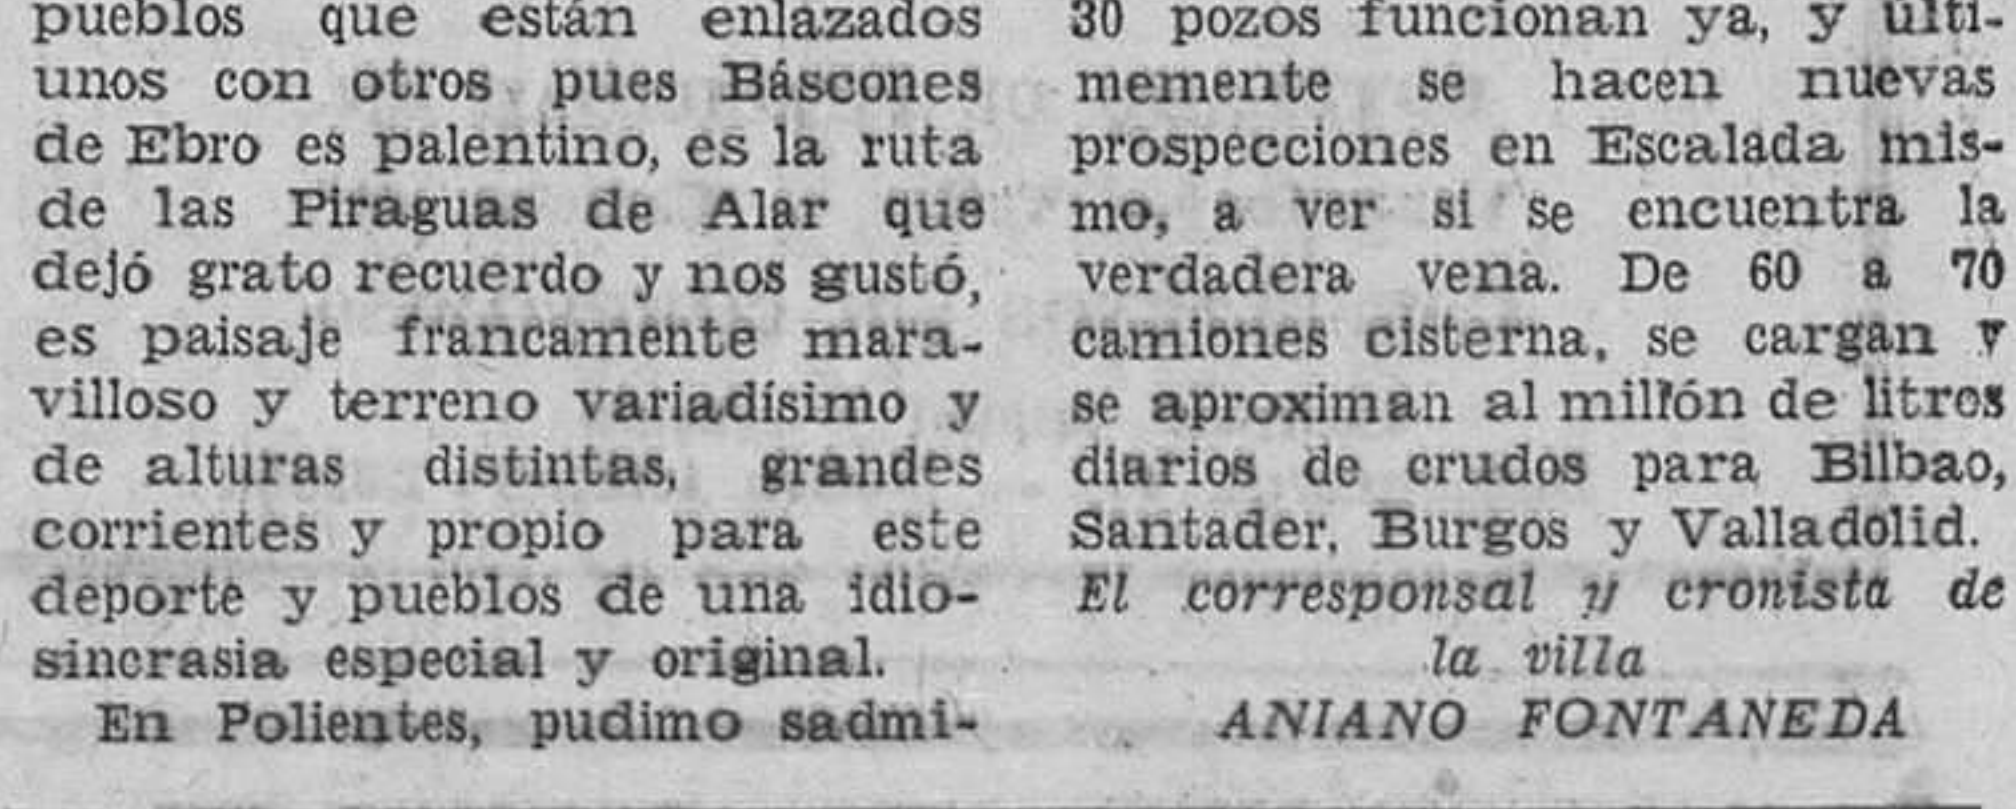 pueblos que están enlazados
unos con otros pues Báscones
de Ebro es palentino, es la ruta
de las Piraguas de Alar que
dejó grato recuerdo y nos gustó,
es paisaje francamente mara-
villoso y terreno variadísimo y
de alturas distintas, grandes
corrientes y propio para este
deporte y pueblos de una idio-
sincrasia especial y original.
En Polientes, pudimo sadmi-
30 pozos funcionan ya, y últi-
memente se hacen nuevas
prospecciones en Escalada mis-
mo, a ver si se encuentra la
verdadera vena. De 60 a 70
camiones cisterna, se cargan y
se aproximan al millón de litros
diarios de crudos para Bilbao,
Santader, Burgos y Valladolid.
El corresponsal y cronista de
la villa
ANIANO FONTANEDA